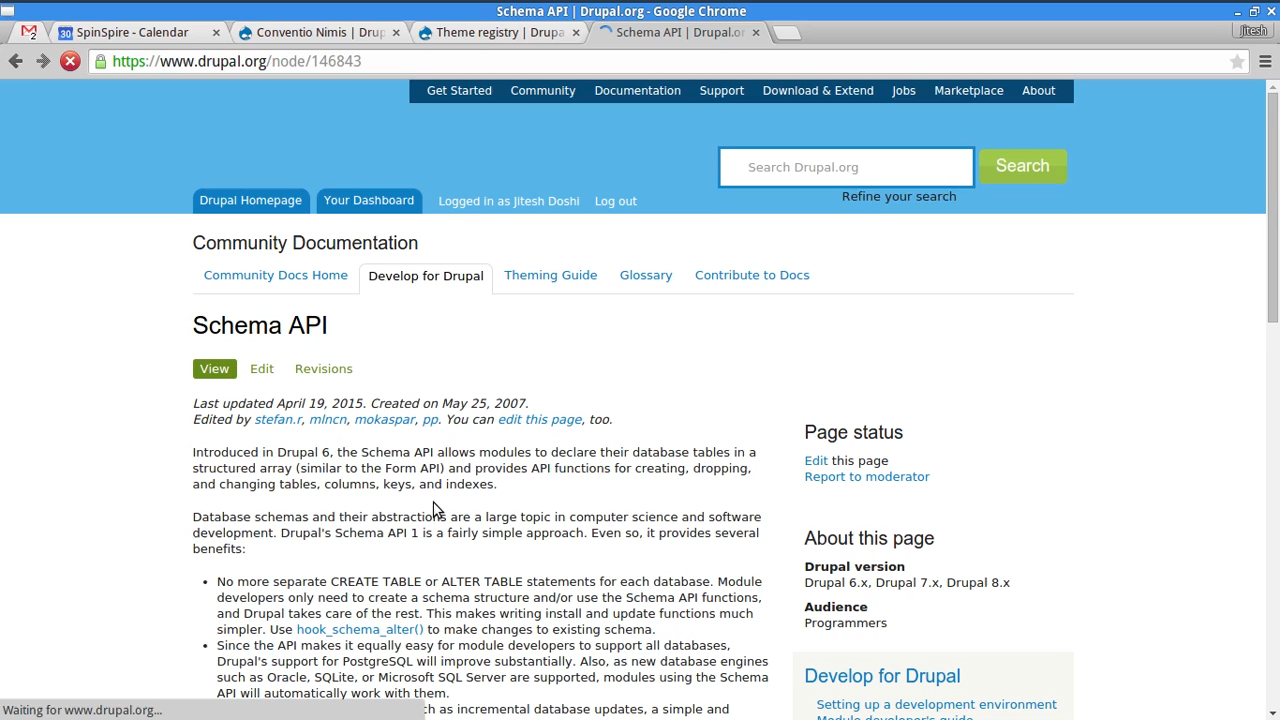 Schema API | Drupal.org - Google Chrome
2
30 SpinSpire - Calendar
Conventio Nimis | Drup
Theme registry | Drupa
Schema API | Drupal.or
Jitesh
https://www.drupal.org/node/146843
Get Started Community Documentation Support Download & Extend Jobs Marketplace About
Search Drupal.org Search
Refine your search
Drupal Homepage Your Dashboard Logged in as Jitesh Doshi Log out
Community Documentation
Community Docs Home Develop for Drupal Theming Guide Glossary Contribute to Docs
Schema API
View Edit Revisions
Last updated April 19, 2015. Created on May 25, 2007.
Edited by stefan.r, mlncn, mokaspar, pp. You can edit this page, too.
Introduced in Drupal 6, the Schema API allows modules to declare their database tables in a
structured array (similar to the Form API) and provides API functions for creating, dropping,
and changing tables, columns, keys, and indexes.
Database schemas and their abstractions are a large topic in computer science and software
development. Drupal's Schema API 1 is a fairly simple approach. Even so, it provides several
benefits:
• No more separate CREATE TABLE or ALTER TABLE statements for each database. Module
developers only need to create a schema structure and/or use the Schema API functions,
and Drupal takes care of the rest. This makes writing install and update functions much
simpler. Use hook_schema_alter() to make changes to existing schema.
• Since the API makes it equally easy for module developers to support all databases,
Drupal's support for PostgreSQL will improve substantially. Also, as new database engines
such as Oracle, SQLite, or Microsoft SQL Server are supported, modules using the Schema
API will automatically work with them.
as incremental database updates, a simple and
Page status
Edit this page
Report to moderator
About this page
Drupal version
Drupal 6.x, Drupal 7.x, Drupal 8.x
Audience
Programmers
Develop for Drupal
Setting up a development environment
Module developer's guide
Waiting for www.drupal.org...